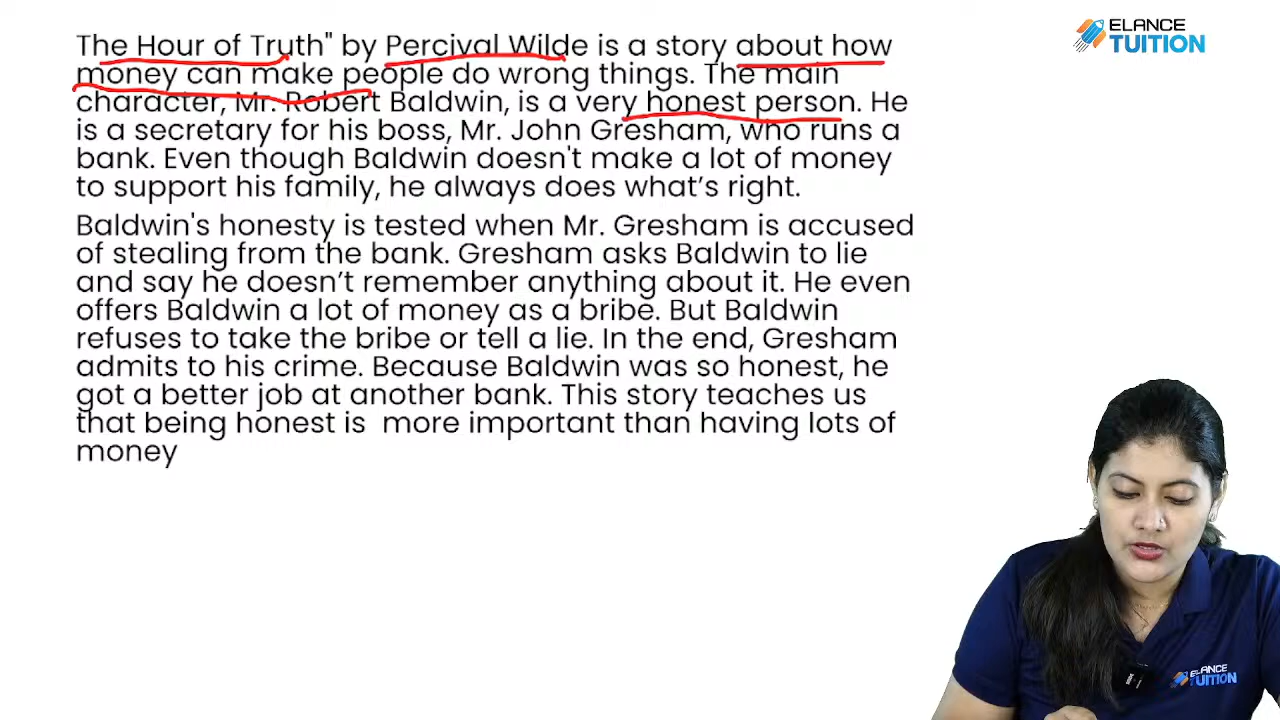 The Hour of Truth" by Percival Wilde is a story about how
money can make people do wrong things. The main
character, Mr. Robert Baldwin, is a very honest person. He
is a secretary for his boss, Mr. John Gresham, who runs a
bank. Even though Baldwin doesn't make a lot of money
to support his family, he always does what’s right.
Baldwin's honesty is tested when Mr. Gresham is accused
of stealing from the bank. Gresham asks Baldwin to lie
and say he doesn’t remember anything about it. He even
offers Baldwin a lot of money as a bribe. But Baldwin
refuses to take the bribe or tell a lie. In the end, Gresham
admits to his crime. Because Baldwin was so honest, he
got a better job at another bank. This story teaches us
that being honest is  more important than having lots of
money
ELANCE
TUITION
ELANCE
TUITION